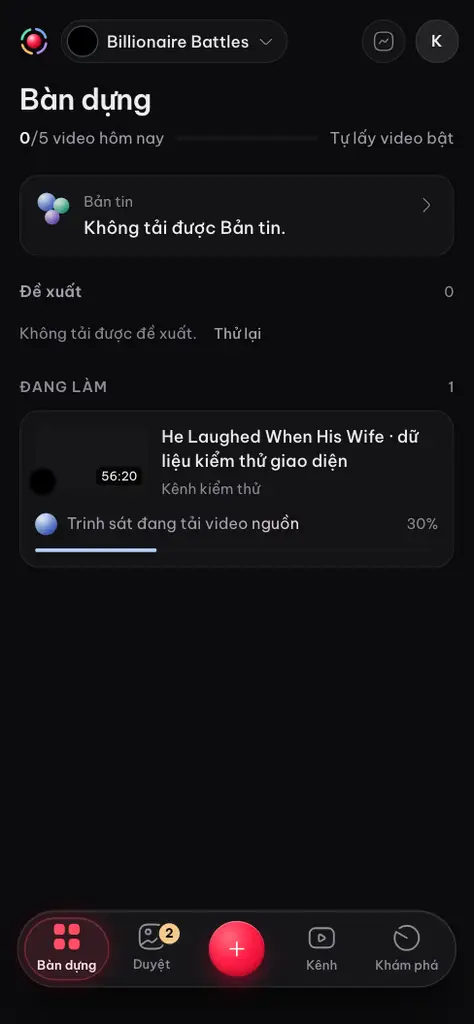 Billionaire Battles
K
Bàn dựng
0/5 video hôm nay
Tự lấy video bật
Bản tin
Không tải được Bản tin.
Đề xuất
0
Không tải được đề xuất. Thử lại
ĐANG LÀM
1
He Laughed When His Wife · dữ
liệu kiểm thử giao diện
56:20
Kênh kiểm thử
Trinh sát đang tải video nguồn
30%
2
Bàn dựng
Duyệt
Kênh
Khám phá